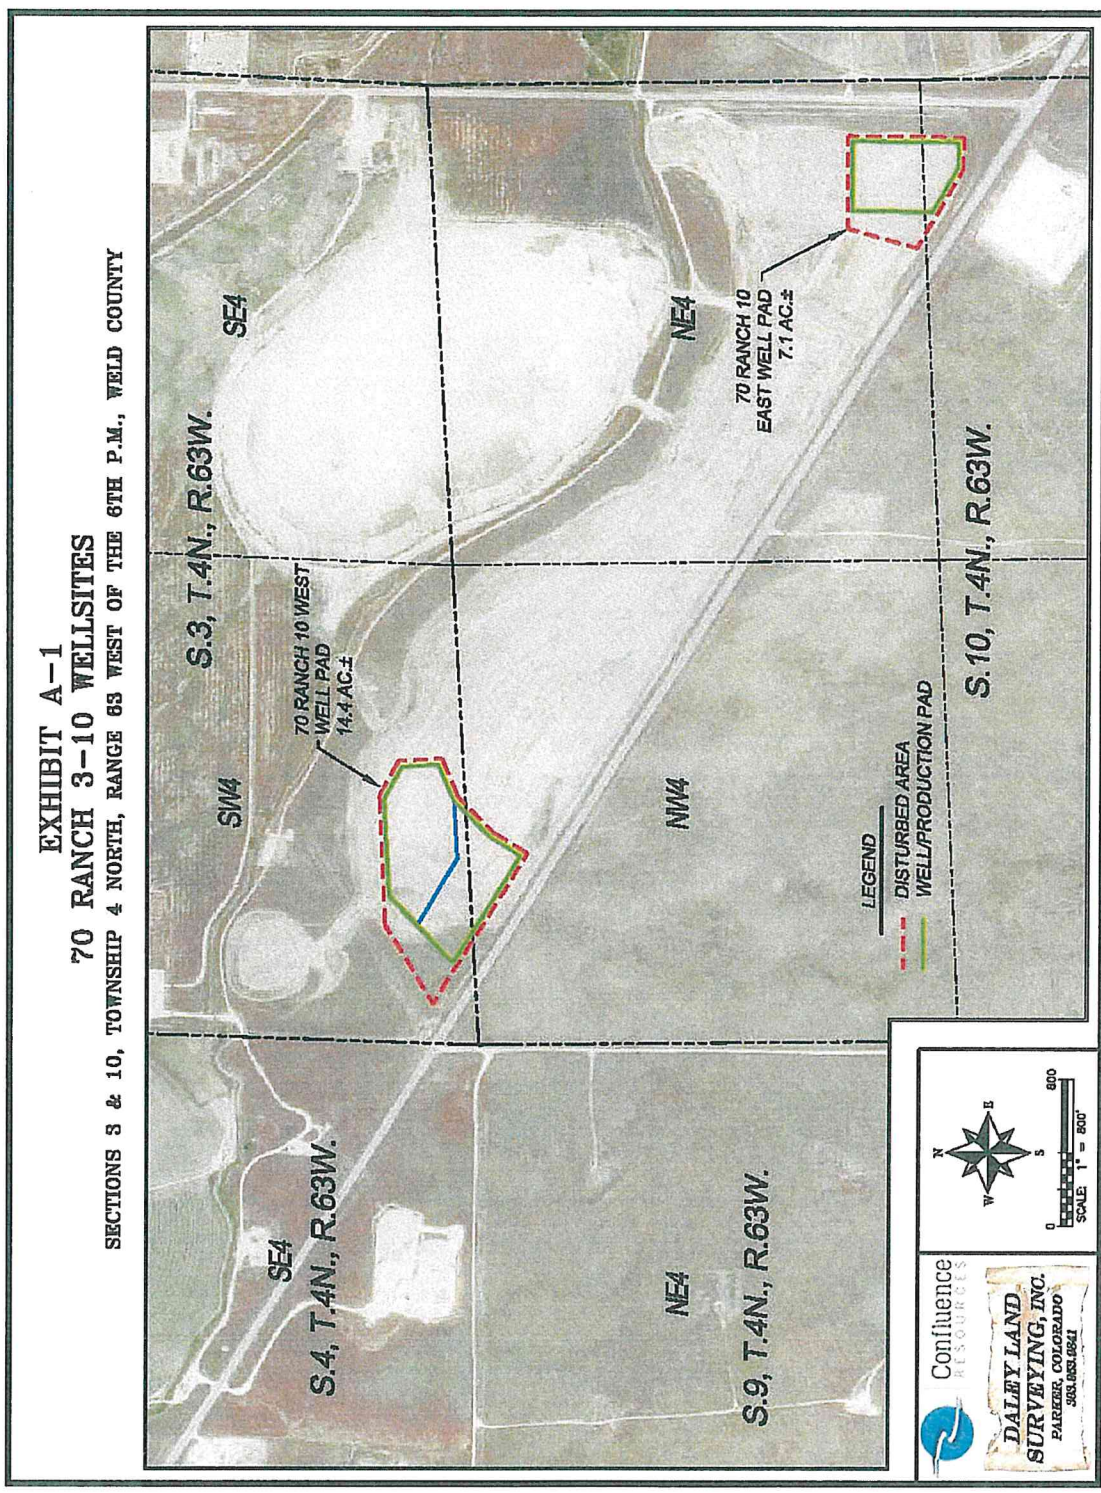 EXHIBIT A-1
70 RANCH 3-10 WELLSITES
SECTIONS 3 & 10, TOWNSHIP 4 NORTH, RANGE 63 WEST OF THE 6TH P.M., WELD COUNTY
SE4
S.4, T.4N., R.63W.
SW4
S.3, T.4N., R.63W.
SE4
70 RANCH 10 WEST
WELL PAD
14.4 AC.±
NE4
S.9, T.4N., R.63W.
NW4
NE4
70 RANCH 10
EAST WELL PAD
7.1 AC.±
S.10, T.4N., R.63W.
LEGEND
DISTURBED AREA
WELL/PRODUCTION PAD
Confluence
RESOURCES
DALEY LAND
SURVEYING, INC.
PARKER, COLORADO
303.953.9841
N
W
E
S
0
800
SCALE: 1" = 800'